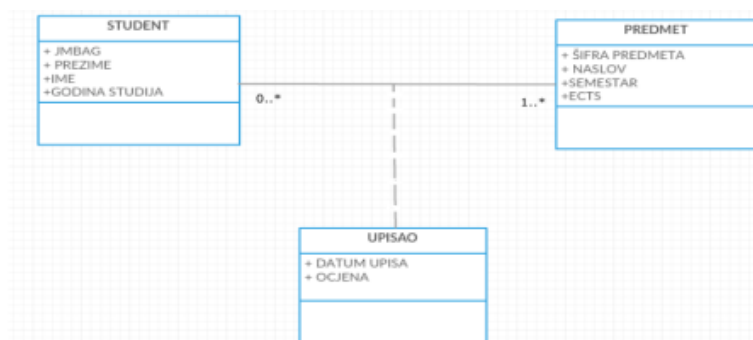 STUDENT
+ JMBAG
+ PREZIME
+IME
+GODINA STUDIJA
0..*
PREDMET
+ ŠIFRA PREDMETA
+ NASLOV
+SEMESTAR
+ECTS
1..*
UPISAO
+ DATUM UPISA
+ OCJENA